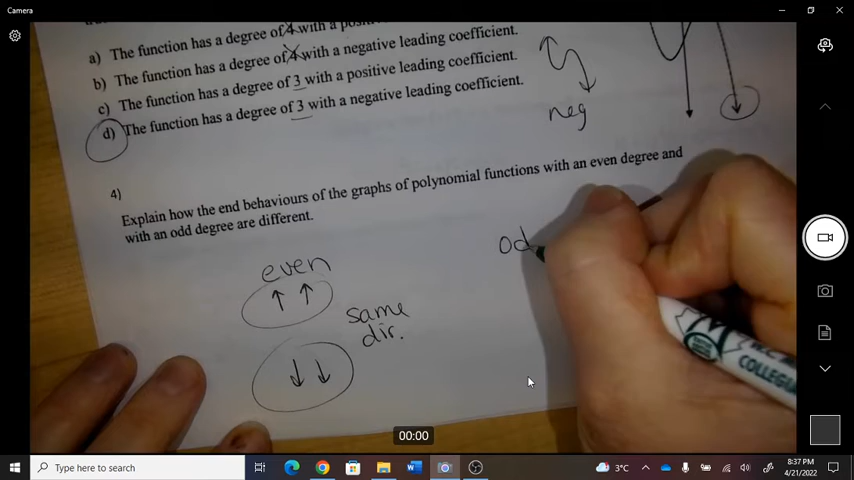 Camera
a) The function has a degree of 4 with a
b) The function has a degree of 4 with a negative leading coefficient.
c) The function has a degree of 3 with a positive leading coefficient.
d) The function has a degree of 3 with a negative leading coefficient.
neg
4)
Explain how the end behaviours of the graphs of polynomial functions with an even degree and
with an odd degree are different.
even
same
dir.
od
COLLEGIA
00:00
Type here to search
3°C
8:37 PM
4/21/2022